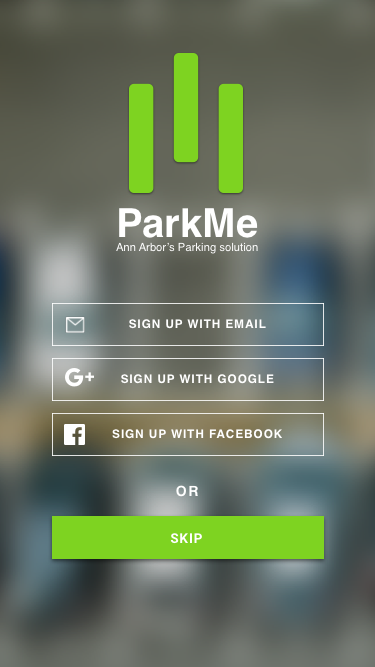 ParkMe
Ann Arbor's Parking solution
SIGN UP WITH EMAIL
G+ SIGN UP WITH GOOGLE
SIGN UP WITH FACEBOOK
OR
SKIP